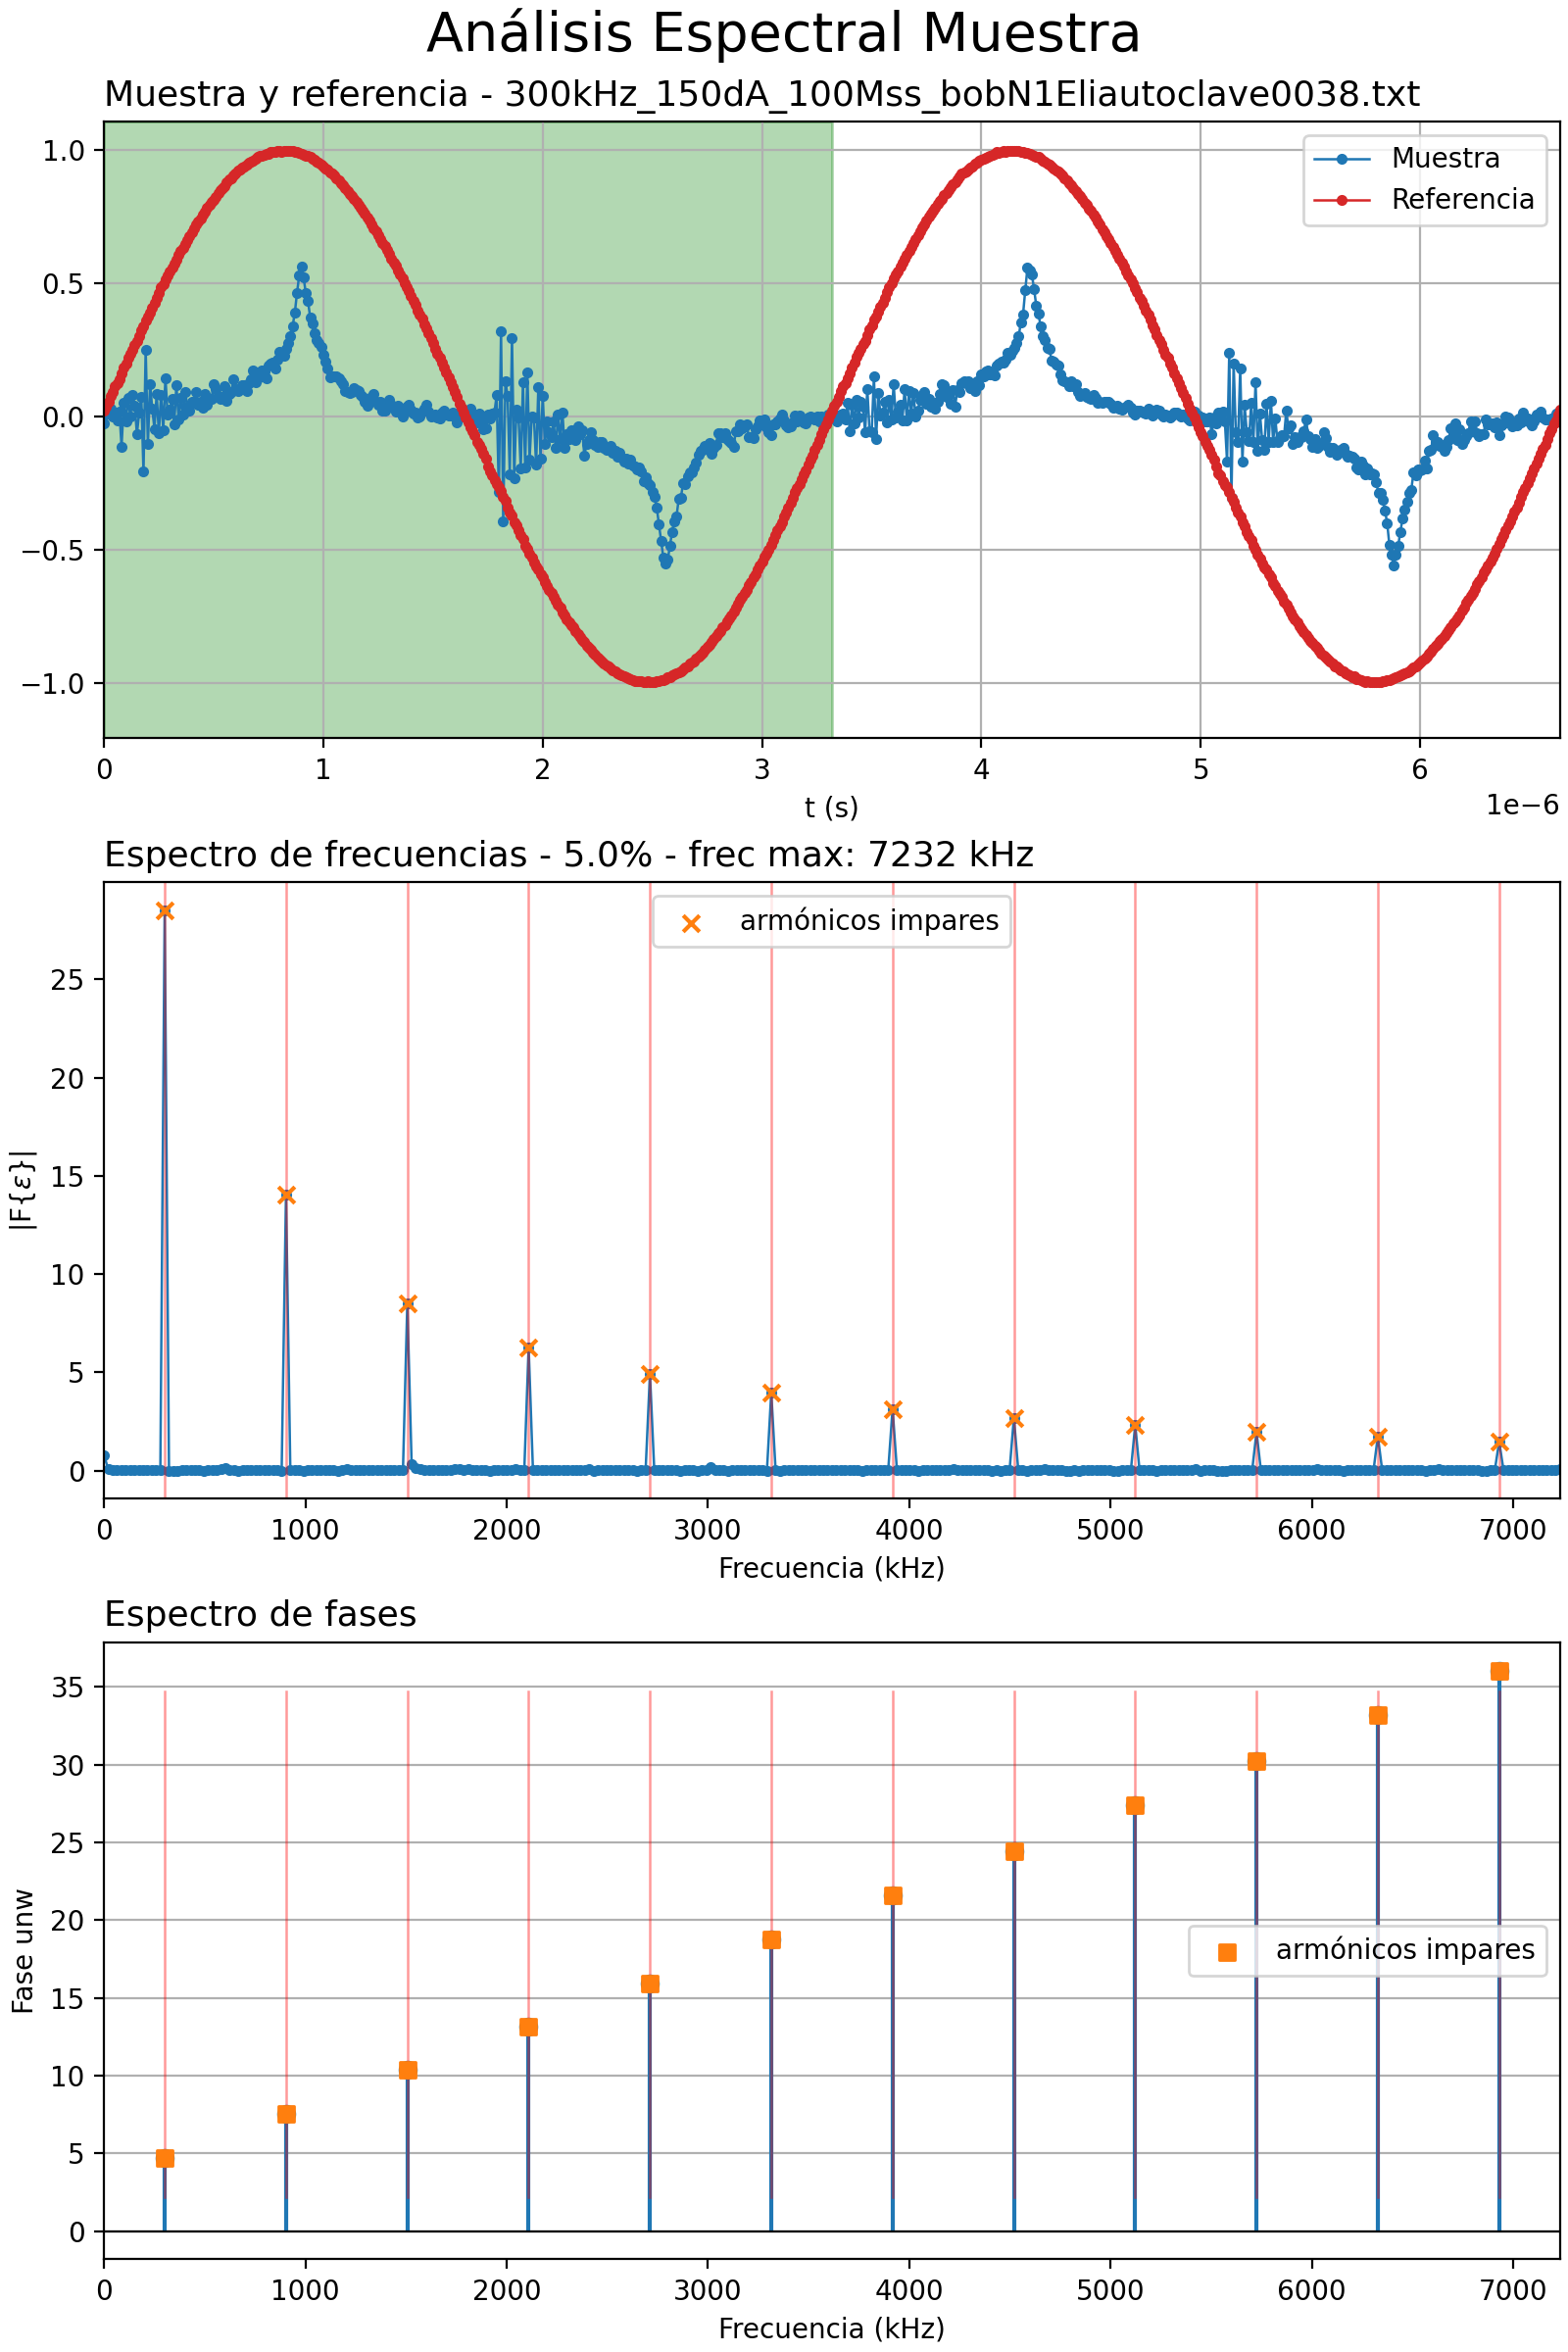 Análisis Espectral Muestra
Muestra y referencia - 300kHz_150dA_100Mss_bobN1Eliautoclave0038.txt
1.0
0.5
0.0
−0.5
−1.0
Muestra
Referencia
0 1 2 3 4 5 6
t (s)
1e−6
Espectro de frecuencias - 5.0% - frec max: 7232 kHz
armónicos impares
25
20
15
10
5
0
|F{ε}|
0 1000 2000 3000 4000 5000 6000 7000
Frecuencia (kHz)
Espectro de fases
35
30
25
20
15
10
5
0
Fase unw
armónicos impares
0 1000 2000 3000 4000 5000 6000 7000
Frecuencia (kHz)